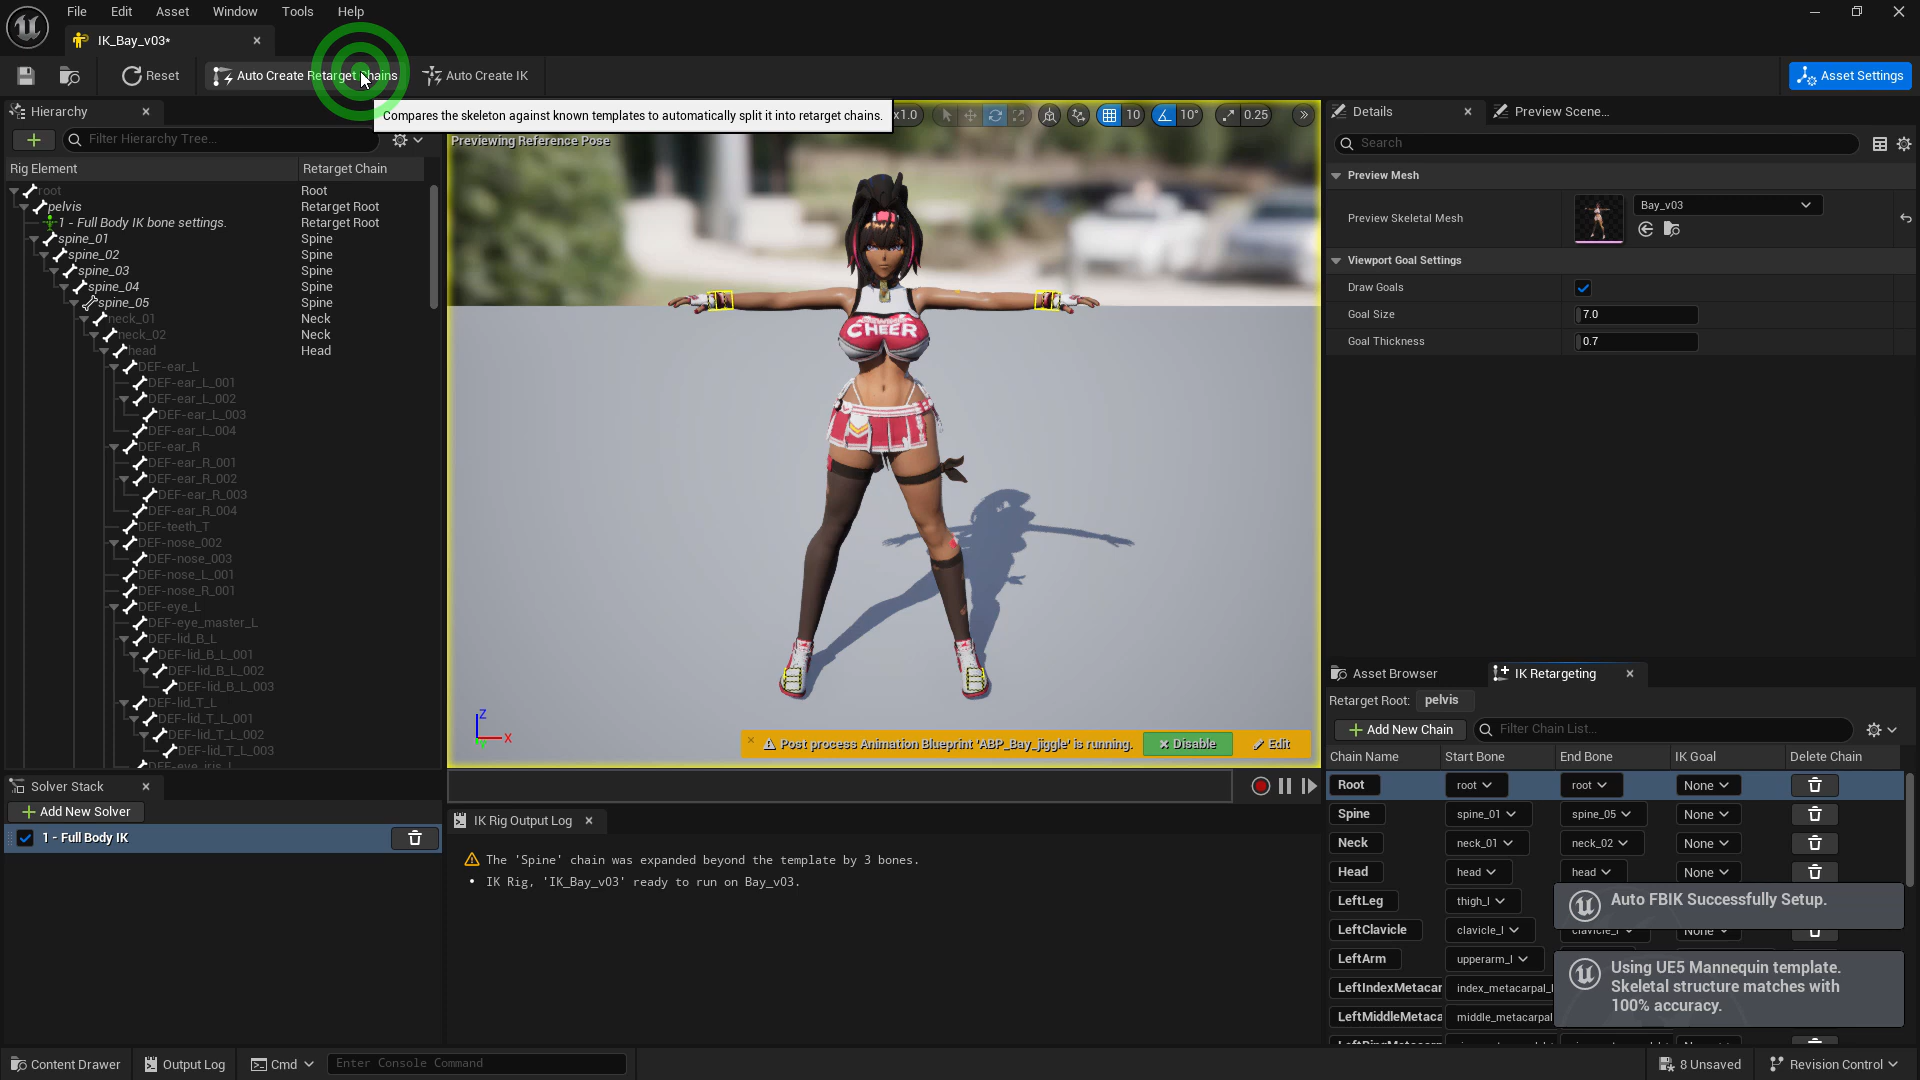 File Edit Asset Window Tools Help
IK_Bay_v03*
Reset Auto Create Retarget Chains Auto Create IK Asset Settings
Compares the skeleton against known templates to automatically split it into retarget chains.
Hierarchy
Filter Hierarchy Tree...
Rig Element Retarget Chain
root Root
pelvis Retarget Root
1 - Full Body IK bone settings. Retarget Root
spine_01 Spine
spine_02 Spine
spine_03 Spine
spine_04 Spine
spine_05 Spine
neck_01 Neck
neck_02 Neck
head Head
DEF-ear_L
DEF-ear_L_001
DEF-ear_L_002
DEF-ear_L_003
DEF-ear_L_004
DEF-ear_R
DEF-ear_R_001
DEF-ear_R_002
DEF-ear_R_003
DEF-ear_R_004
DEF-teeth_T
DEF-nose_002
DEF-nose_003
DEF-nose_L_001
DEF-nose_R_001
DEF-eye_L
DEF-eye_master_L
DEF-lid_B_L
DEF-lid_B_L_001
DEF-lid_B_L_002
DEF-lid_B_L_003
DEF-lid_T_L
DEF-lid_T_L_001
DEF-lid_T_L_002
DEF-lid_T_L_003
DEF-eye_iris_L
Solver Stack
Add New Solver
1 - Full Body IK
x1.0 10 10° 0.25
Previewing Reference Pose
CHEER
Z
X
Post process Animation Blueprint 'ABP_Bay_jiggle' is running. Disable Edit
IK Rig Output Log
The 'Spine' chain was expanded beyond the template by 3 bones.
• IK Rig, 'IK_Bay_v03' ready to run on Bay_v03.
Details Preview Scene...
Search
Preview Mesh
Preview Skeletal Mesh Bay_v03
Viewport Goal Settings
Draw Goals
Goal Size 7.0
Goal Thickness 0.7
Asset Browser IK Retargeting
Retarget Root: pelvis
Add New Chain Filter Chain List...
Chain Name Start Bone End Bone IK Goal Delete Chain
Root root root None
Spine spine_01 spine_05 None
Neck neck_01 neck_02 None
Head head head None
LeftLeg thigh_l
LeftClavicle clavicle_l clavicle_l None
LeftArm upperarm_l
LeftIndexMetacar index_metacarpal_l
LeftMiddleMetaca middle_metacarpal
Auto FBIK Successfully Setup.
Using UE5 Mannequin template.
Skeletal structure matches with
100% accuracy.
Content Drawer Output Log Cmd Enter Console Command 8 Unsaved Revision Control